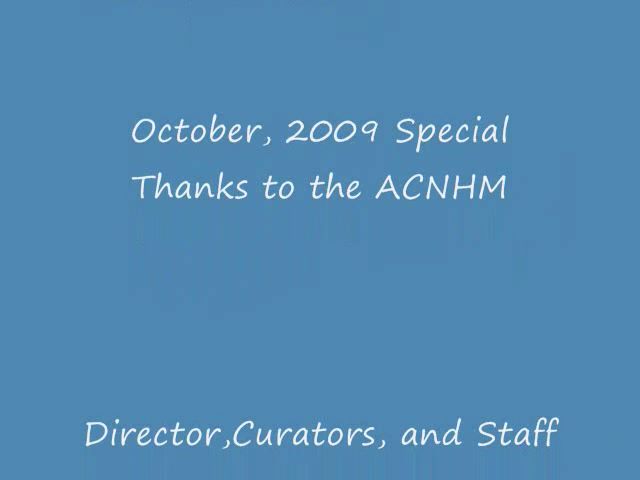 October, 2009 Special
Thanks to the ACNHM
Director,Curators, and Staff